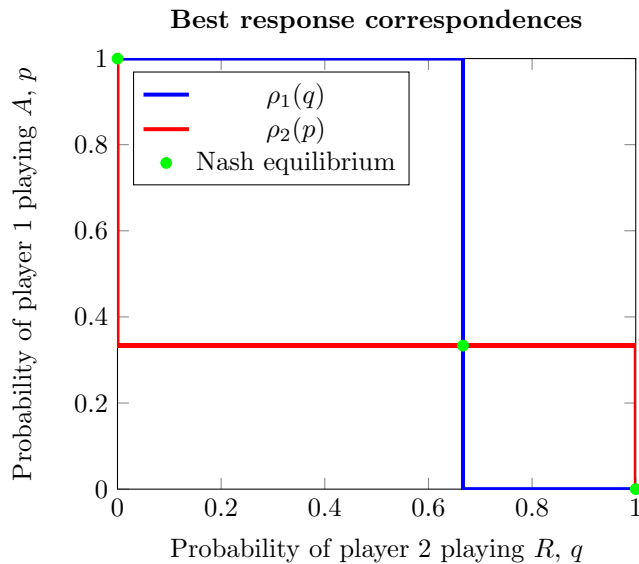 Best response correspondences
Probability of player 1 playing A, p
1
0.8
0.6
0.4
0.2
0
ρ₁(q)
ρ₂(p)
Nash equilibrium
0 0.2 0.4 0.6 0.8 1
Probability of player 2 playing R, q